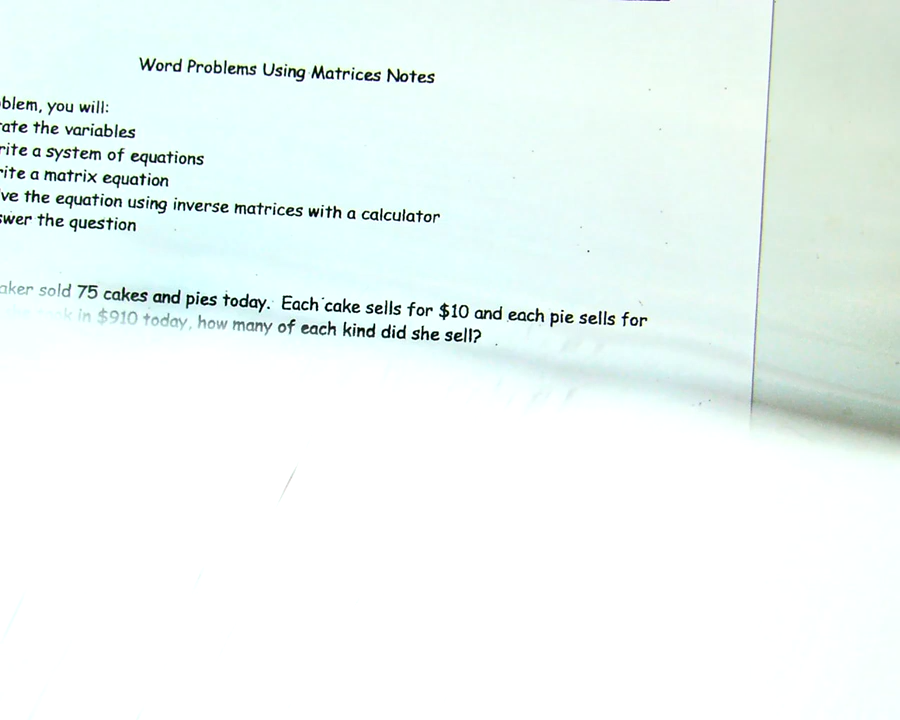 Word Problems Using Matrices Notes
blem, you will:
ate the variables
rite a system of equations
rite a matrix equation
ve the equation using inverse matrices with a calculator
swer the question
aker sold 75 cakes and pies today. Each cake sells for $10 and each pie sells for
in $910 today, how many of each kind did she sell?